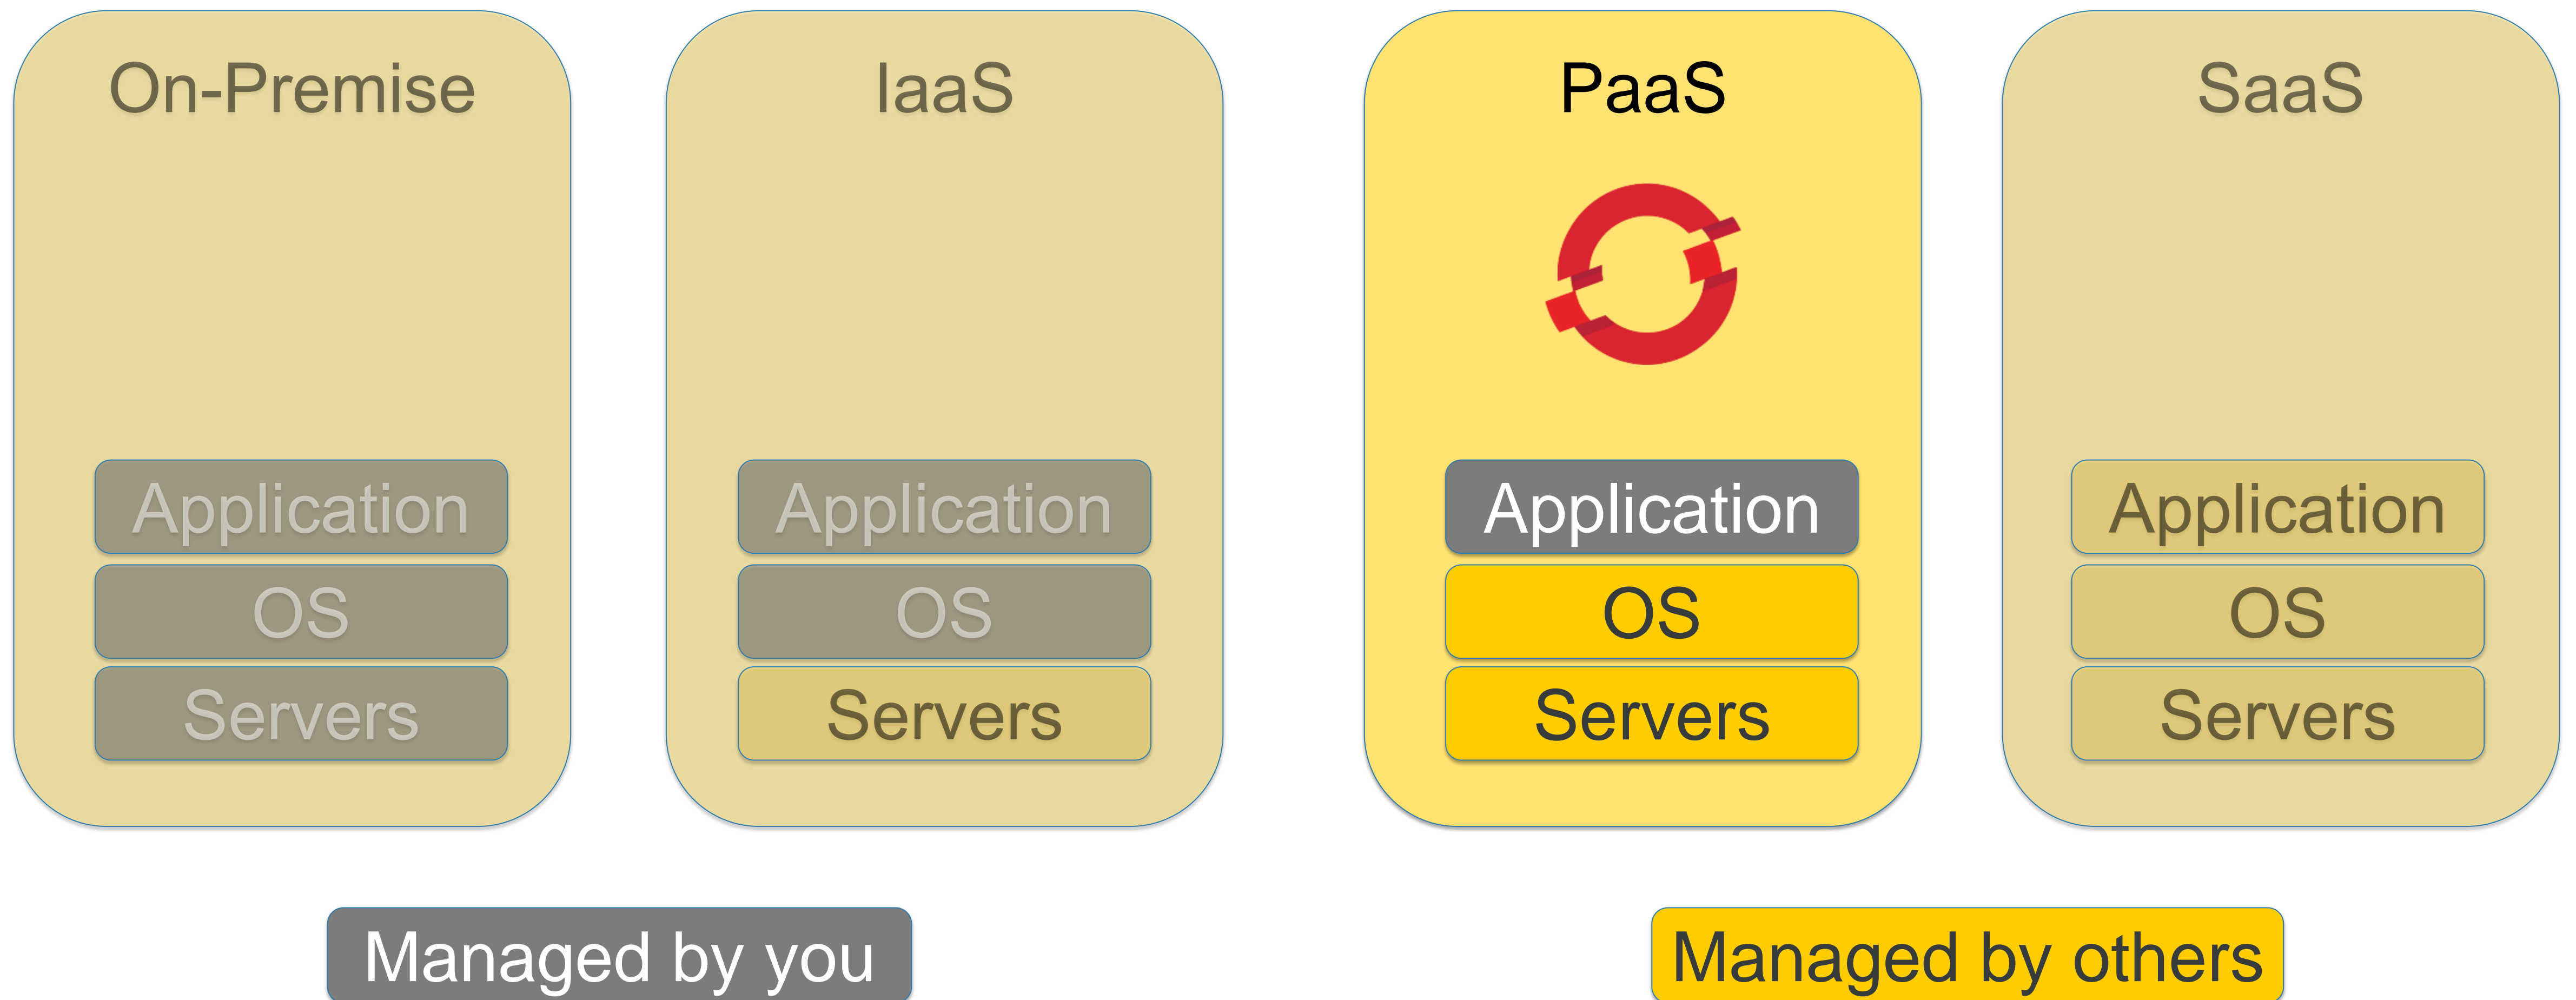 On-Premise
Application
OS
Servers
IaaS
Application
OS
Servers
PaaS
Application
OS
Servers
SaaS
Application
OS
Servers
Managed by you
Managed by others